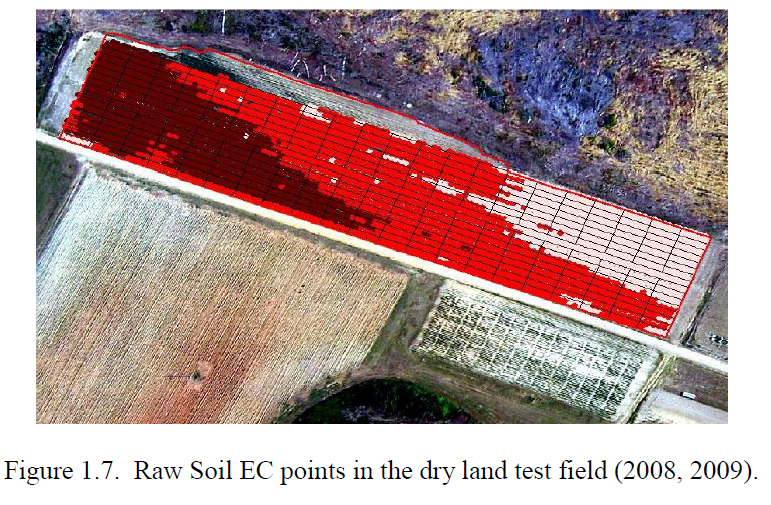 Figure 1.7.  Raw Soil EC points in the dry land test field (2008, 2009).